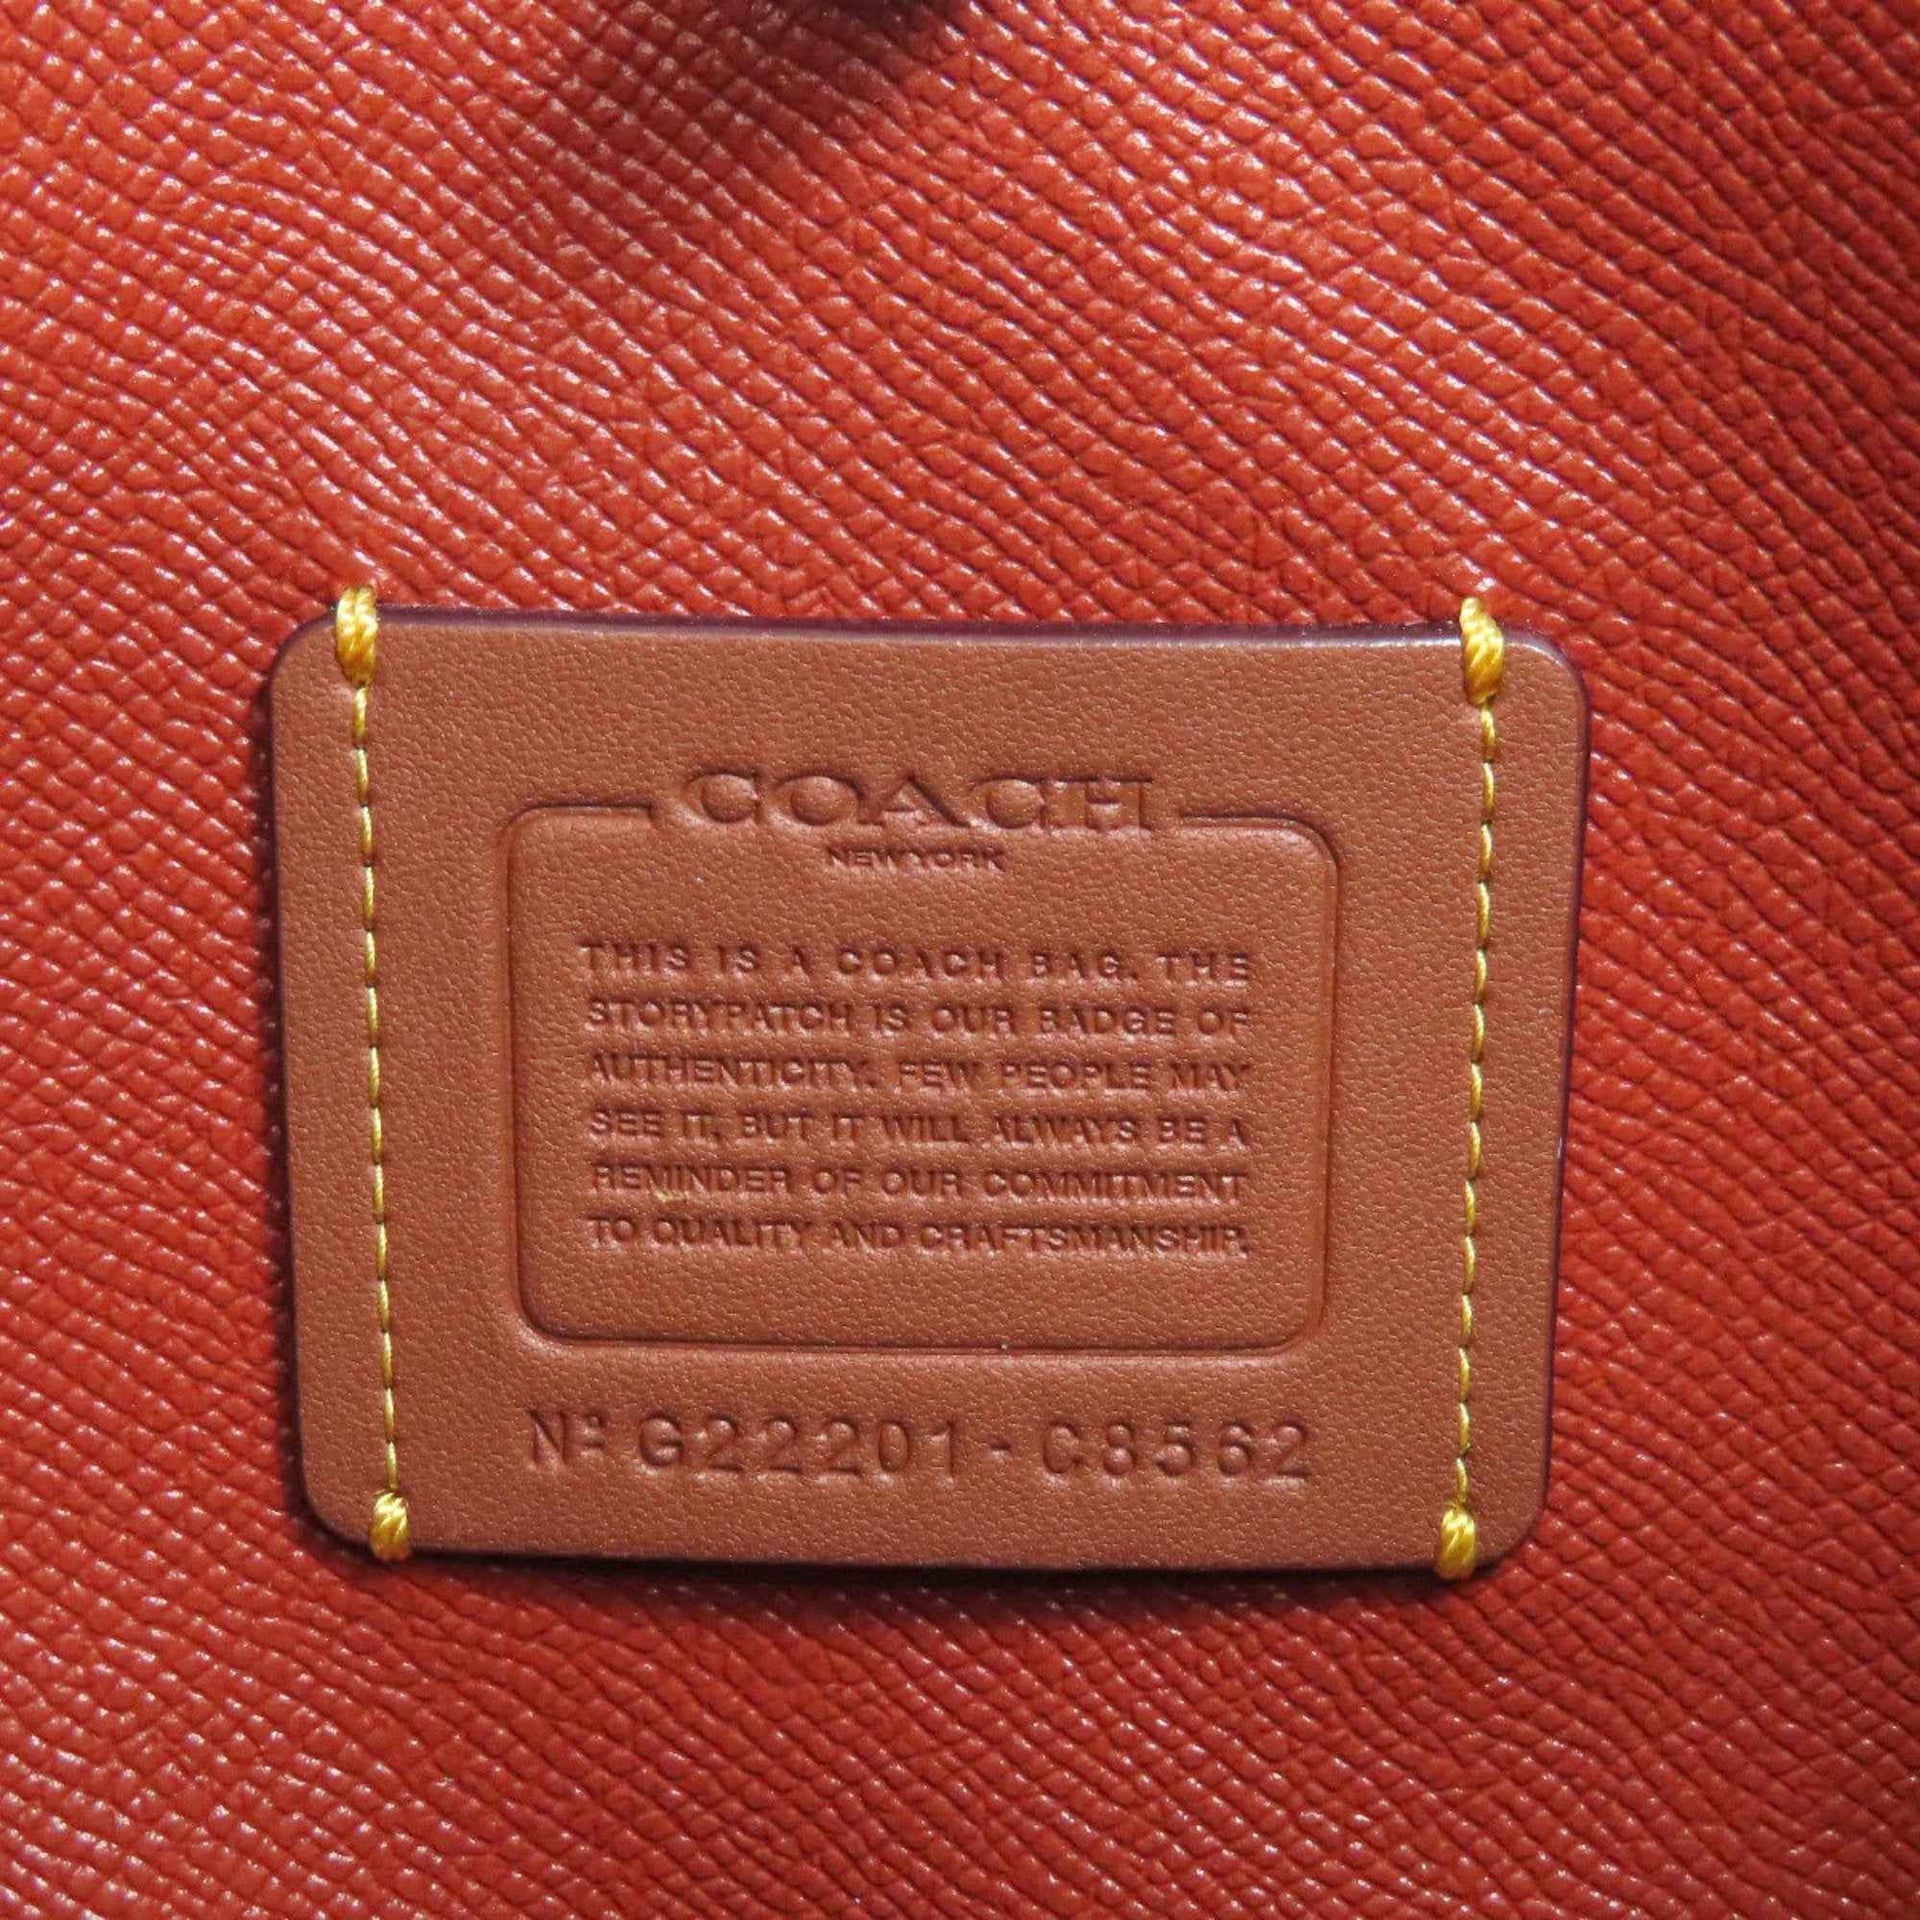 COACH
NEW YORK
THIS IS A COACH BAG. THE
STORYPATCH IS OUR BADGE OF
AUTHENTICITY. FEW PEOPLE MAY
SEE IT, BUT IT WILL ALWAYS BE A
REMINDER OF OUR COMMITMENT
TO QUALITY AND CRAFTSMANSHIP.
Nº G22201-C8562